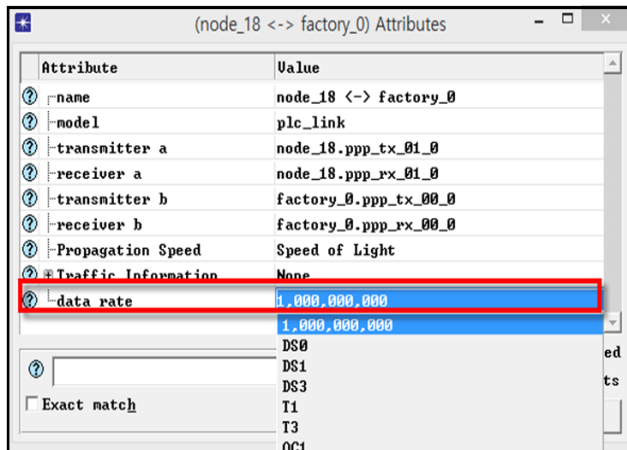 (node_18 <-> factory_0) Attributes
Attribute Value
name node_18 <-> factory_0
model plc_link
transmitter a node_18.ppp_tx_01_0
receiver a node_18.ppp_rx_01_0
transmitter b factory_0.ppp_tx_00_0
receiver b factory_0.ppp_rx_00_0
Propagation Speed Speed of Light
Traffic Information None
data rate 1,000,000,000
1,000,000,000
DS0
DS1
DS3
T1
T3
OC1
ed
ts
Exact match